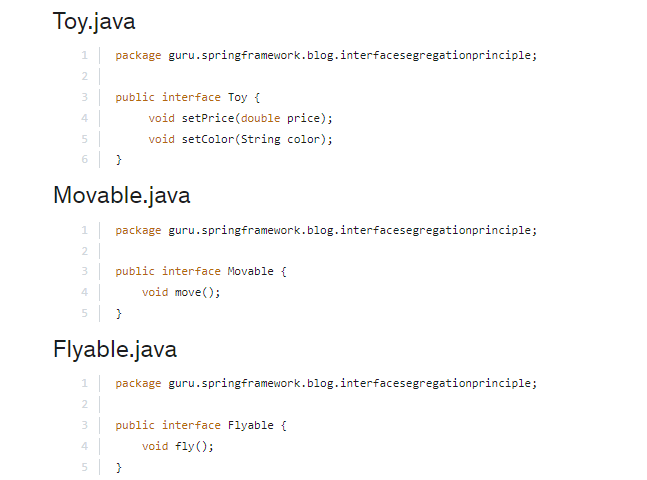 Toy.java
1 package guru.springframework.blog.interfacesegregationprinciple;
2
3 public interface Toy {
4 void setPrice(double price);
5 void setColor(String color);
6 }
Movable.java
1 package guru.springframework.blog.interfacesegregationprinciple;
2
3 public interface Movable {
4 void move();
5 }
Flyable.java
1 package guru.springframework.blog.interfacesegregationprinciple;
2
3 public interface Flyable {
4 void fly();
5 }